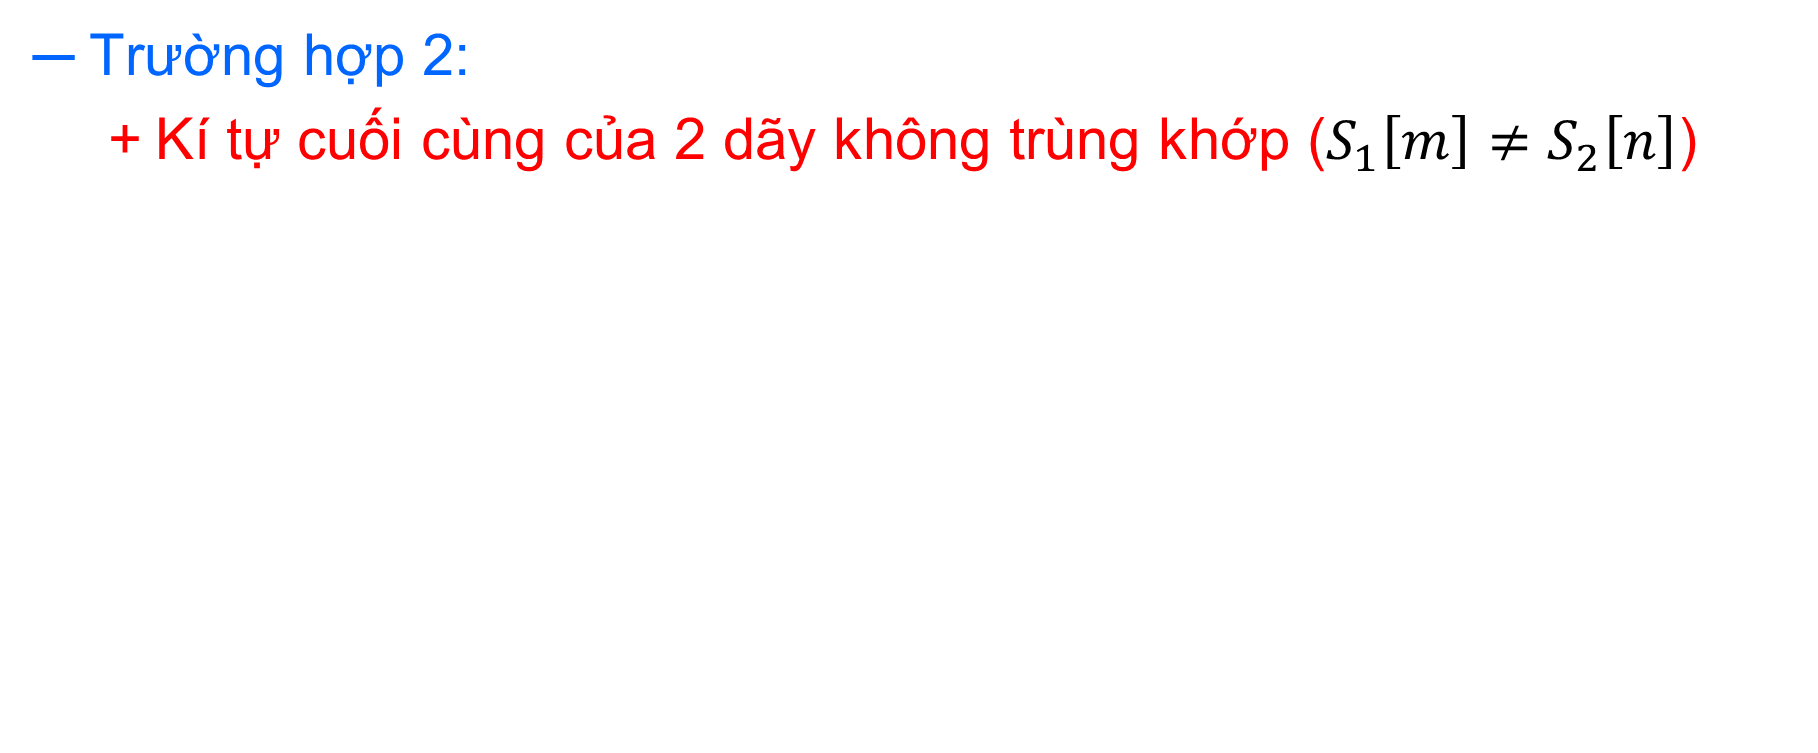 — Trường hợp 2:
+ Kí tự cuối cùng của 2 dãy không trùng khớp (S₁[m] ≠ S₂[n])